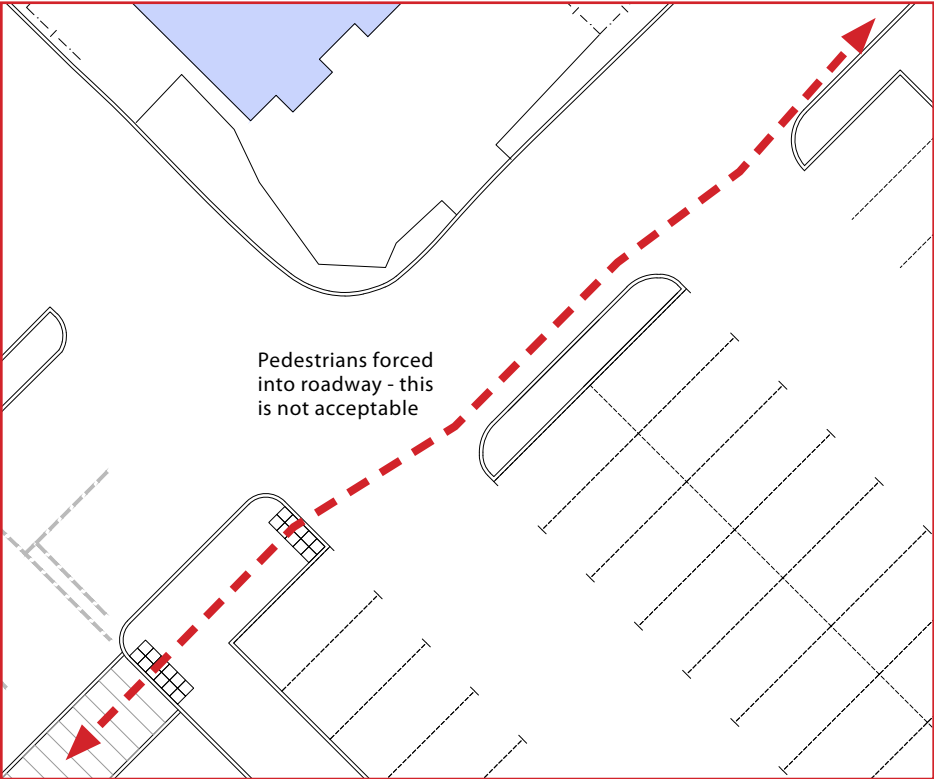 Pedestrians forced
into roadway - this
is not acceptable